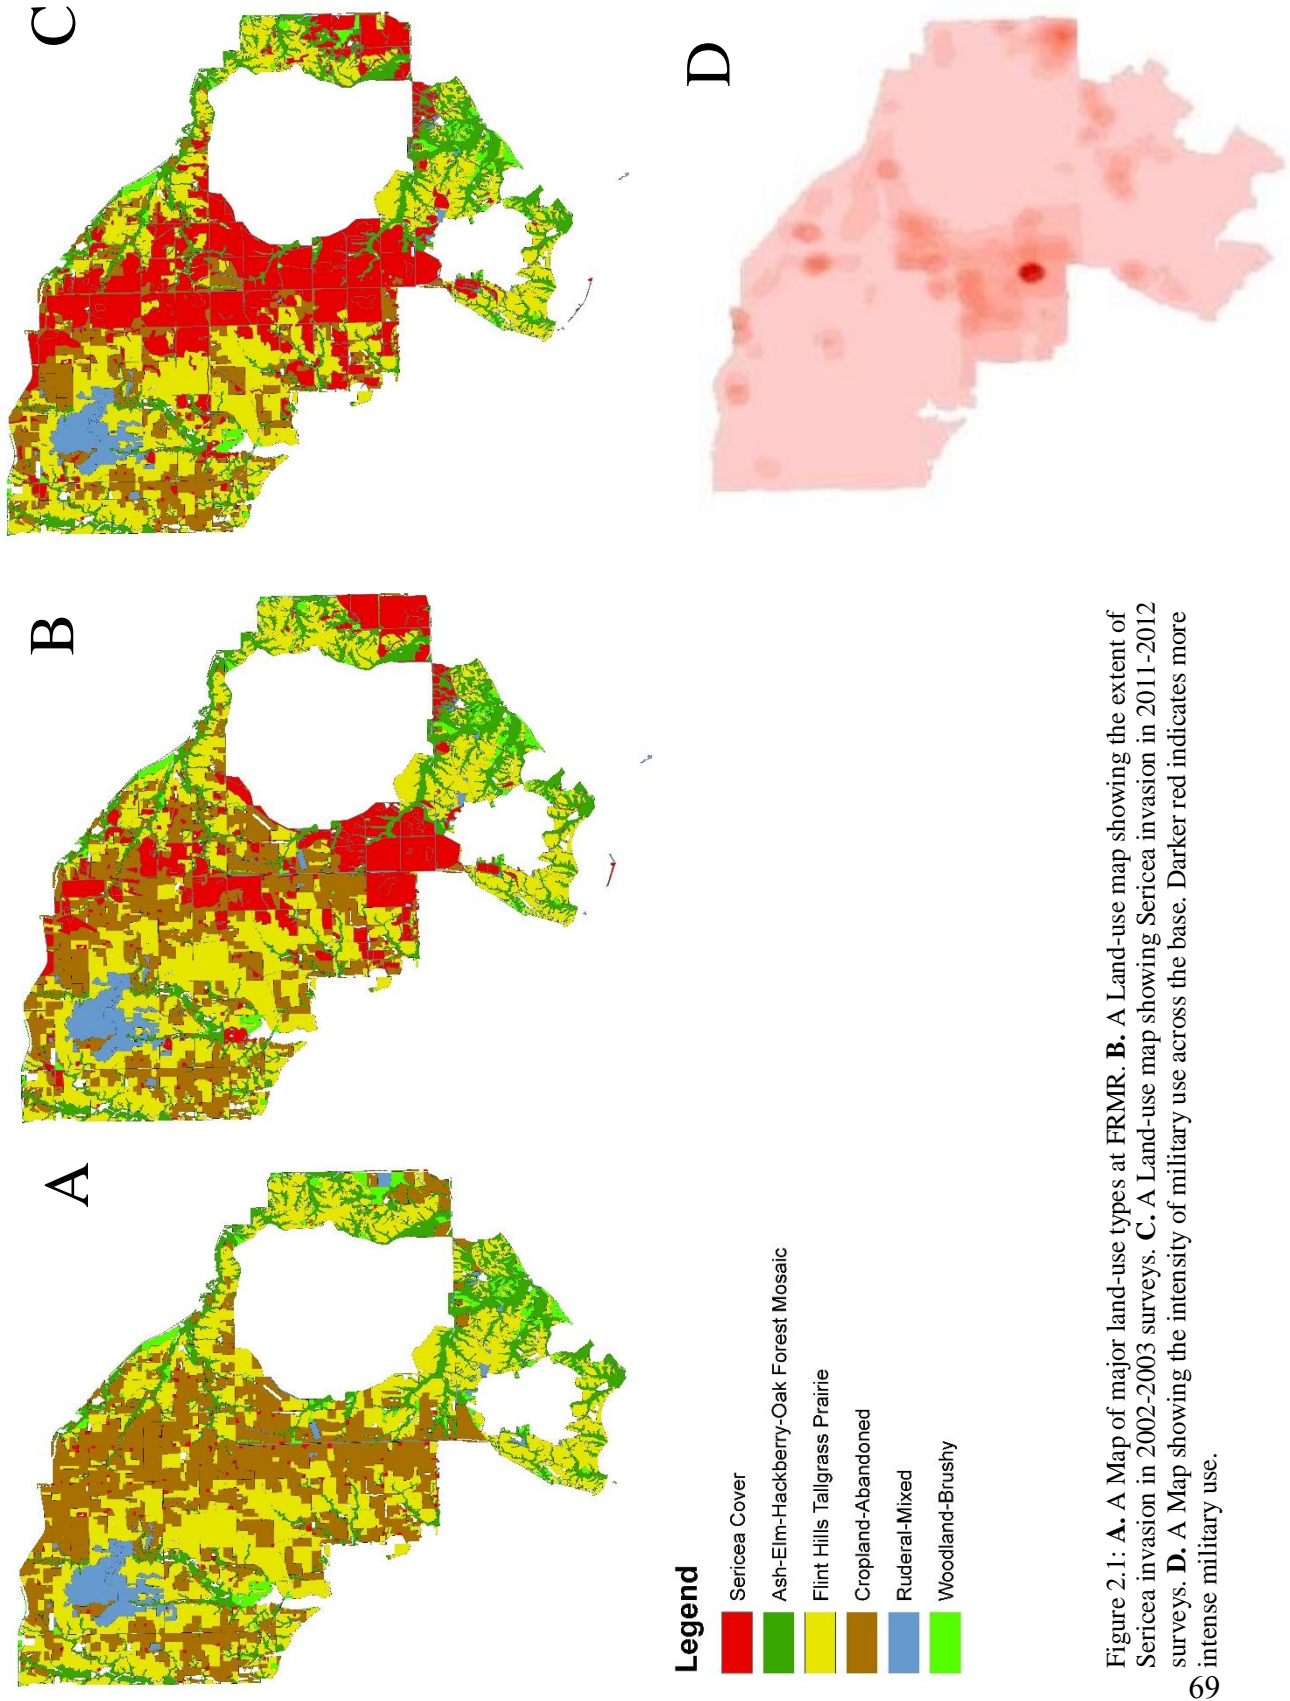 A
B
C
D
Legend
Sericea Cover
Ash-Elm-Hackberry-Oak Forest Mosaic
Flint Hills Tallgrass Prairie
Cropland-Abandoned
Ruderal-Mixed
Woodland-Brushy
Figure 2.1: A. A Map of major land-use types at FRMR. B. A Land-use map showing the extent of
Sericea invasion in 2002-2003 surveys. C. A Land-use map showing Sericea invasion in 2011-2012
surveys. D. A Map showing the intensity of military use across the base. Darker red indicates more
intense military use.
69